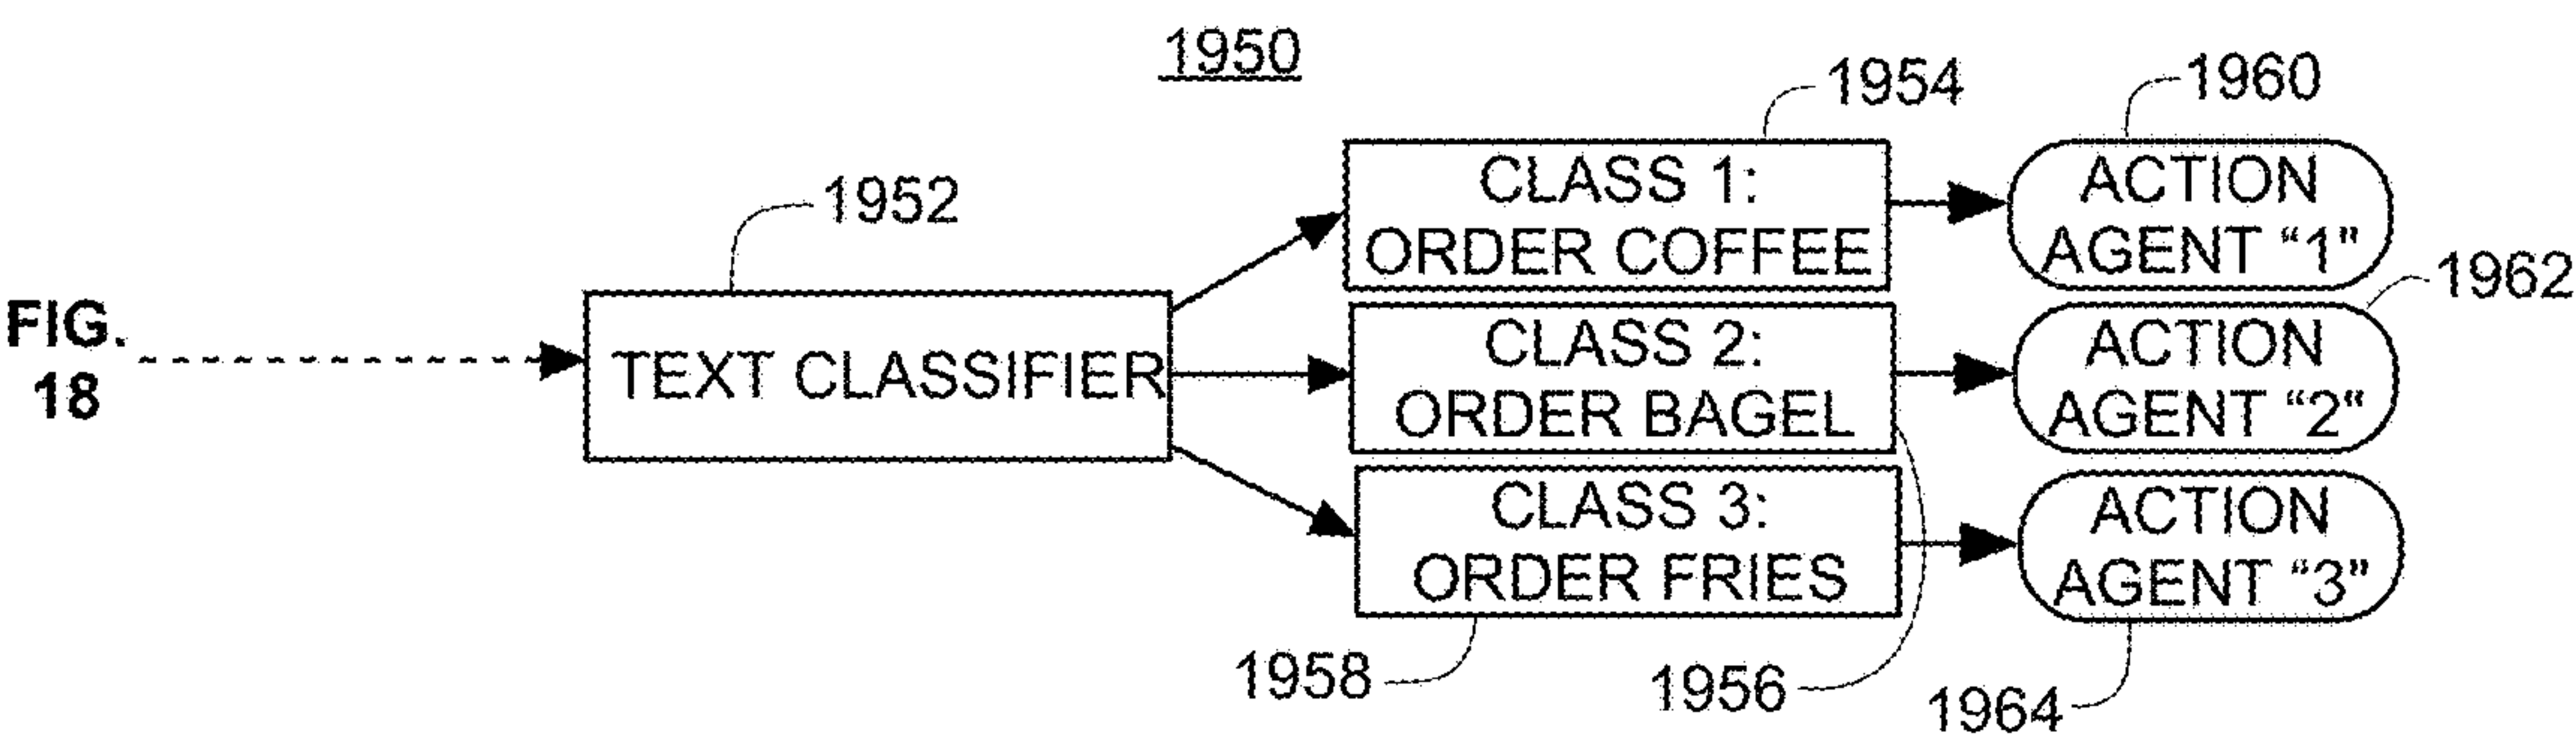 1950
1954
1960
1952
CLASS 1:
ORDER COFFEE
ACTION
AGENT “1"
1962
FIG.
18
TEXT CLASSIFIER
CLASS 2:
ORDER BAGEL
ACTION
AGENT “2"
CLASS 3:
ORDER FRIES
ACTION
AGENT “3"
1958
1956
1964